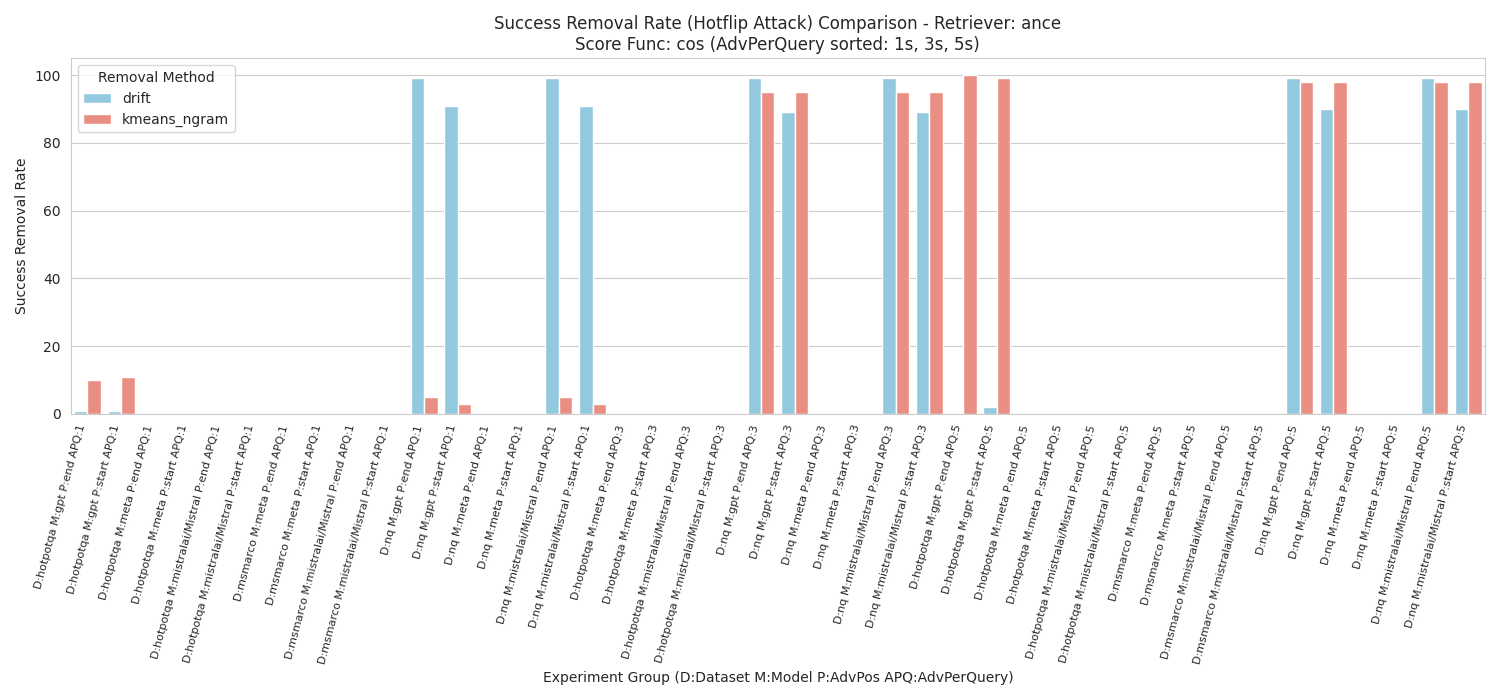 Success Removal Rate (Hotflip Attack) Comparison - Retriever: ance
Score Func: cos (AdvPerQuery sorted: 1s, 3s, 5s)
Removal Method
drift
kmeans_ngram
Success Removal Rate
100
80
60
40
20
0
D:hotpotqa M:gpt P:end APQ:1
D:hotpotqa M:gpt P:start APQ:1
D:hotpotqa M:meta P:end APQ:1
D:hotpotqa M:meta P:start APQ:1
D:hotpotqa M:mistralai/Mistral P:end APQ:1
D:hotpotqa M:mistralai/Mistral P:start APQ:1
D:msmarco M:meta P:end APQ:1
D:msmarco M:meta P:start APQ:1
D:msmarco M:mistralai/Mistral P:end APQ:1
D:msmarco M:mistralai/Mistral P:start APQ:1
D:nq M:gpt P:end APQ:1
D:nq M:gpt P:start APQ:1
D:nq M:meta P:end APQ:1
D:nq M:meta P:start APQ:1
D:nq M:mistralai/Mistral P:end APQ:1
D:nq M:mistralai/Mistral P:start APQ:1
D:hotpotqa M:meta P:end APQ:3
D:hotpotqa M:meta P:start APQ:3
D:hotpotqa M:mistralai/Mistral P:end APQ:3
D:hotpotqa M:mistralai/Mistral P:start APQ:3
D:nq M:gpt P:end APQ:3
D:nq M:gpt P:start APQ:3
D:nq M:meta P:end APQ:3
D:nq M:meta P:start APQ:3
D:nq M:mistralai/Mistral P:end APQ:3
D:nq M:mistralai/Mistral P:start APQ:3
D:hotpotqa M:gpt P:end APQ:5
D:hotpotqa M:gpt P:start APQ:5
D:hotpotqa M:meta P:end APQ:5
D:hotpotqa M:meta P:start APQ:5
D:hotpotqa M:mistralai/Mistral P:end APQ:5
D:hotpotqa M:mistralai/Mistral P:start APQ:5
D:msmarco M:meta P:end APQ:5
D:msmarco M:meta P:start APQ:5
D:msmarco M:mistralai/Mistral P:end APQ:5
D:msmarco M:mistralai/Mistral P:start APQ:5
D:nq M:gpt P:end APQ:5
D:nq M:gpt P:start APQ:5
D:nq M:meta P:end APQ:5
D:nq M:meta P:start APQ:5
D:nq M:mistralai/Mistral P:end APQ:5
D:nq M:mistralai/Mistral P:start APQ:5
Experiment Group (D:Dataset M:Model P:AdvPos APQ:AdvPerQuery)